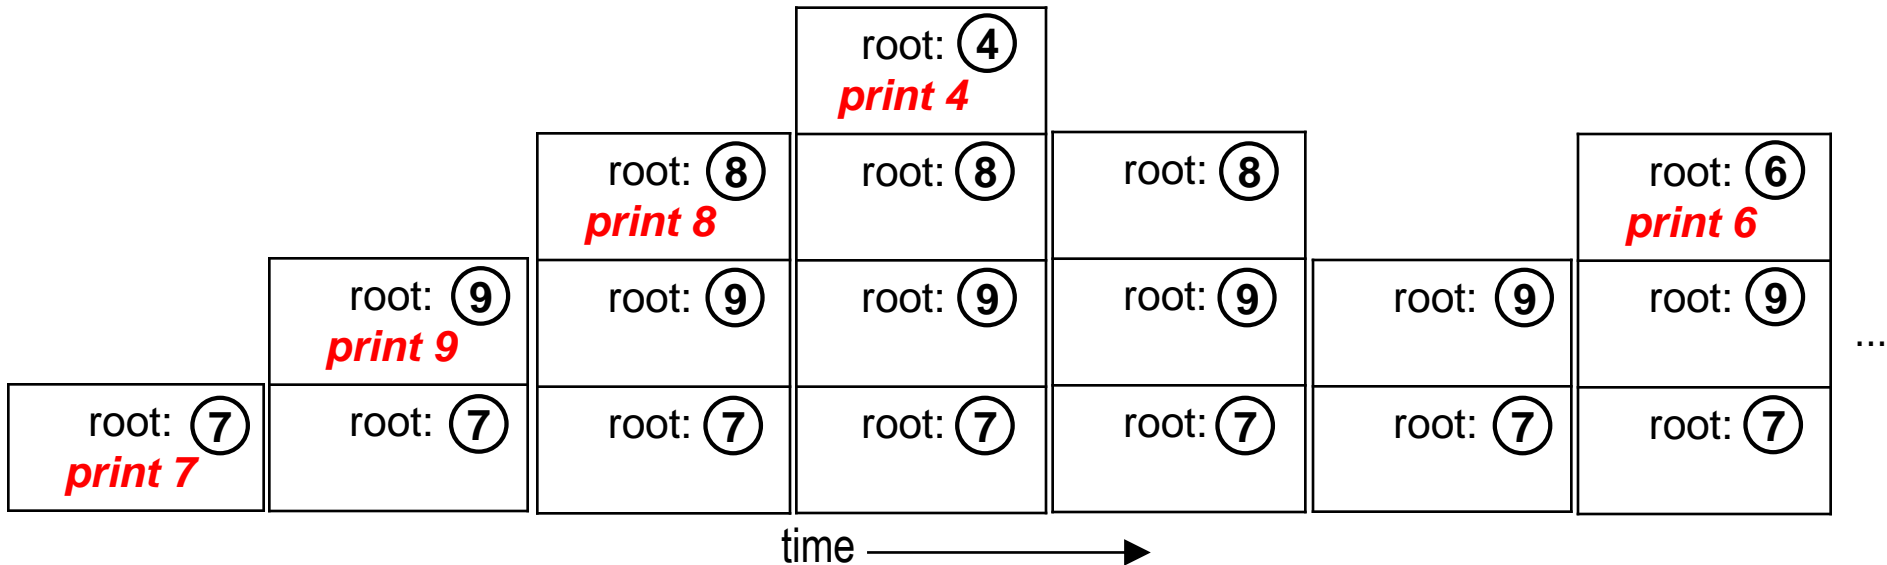 root: 4
print 4
root: 8
print 8
root: 8
root: 8
root: 6
print 6
root: 9
print 9
root: 9
root: 9
root: 9
root: 9
root: 9
...
root: 7
print 7
root: 7
root: 7
root: 7
root: 7
root: 7
root: 7
time